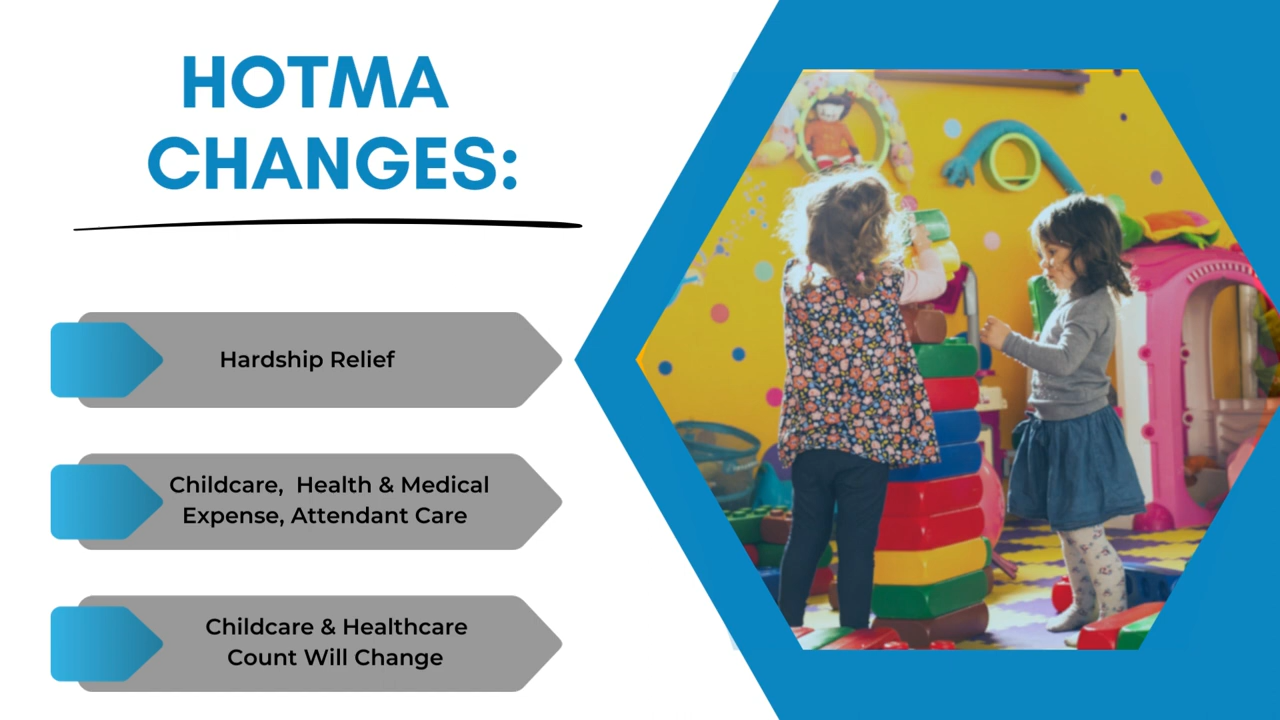 HOTMA
CHANGES:
Hardship Relief
Childcare,  Health & Medical
Expense, Attendant Care
Childcare & Healthcare
Count Will Change